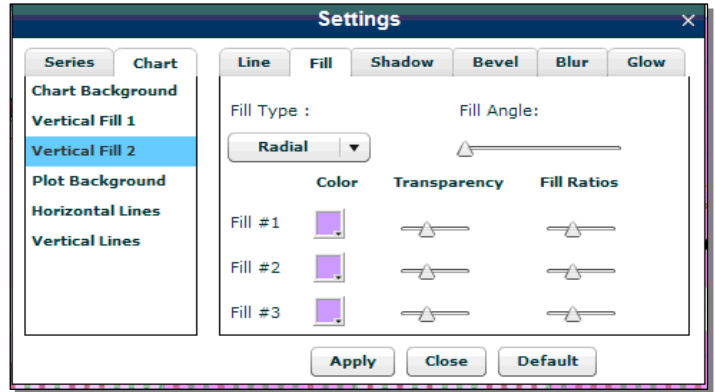 Settings
Series Chart
Chart Background
Vertical Fill 1
Vertical Fill 2
Plot Background
Horizontal Lines
Vertical Lines
Line Fill Shadow Bevel Blur Glow
Fill Type : Fill Angle:
Radial
Color Transparency Fill Ratios
Fill #1
Fill #2
Fill #3
Apply Close Default